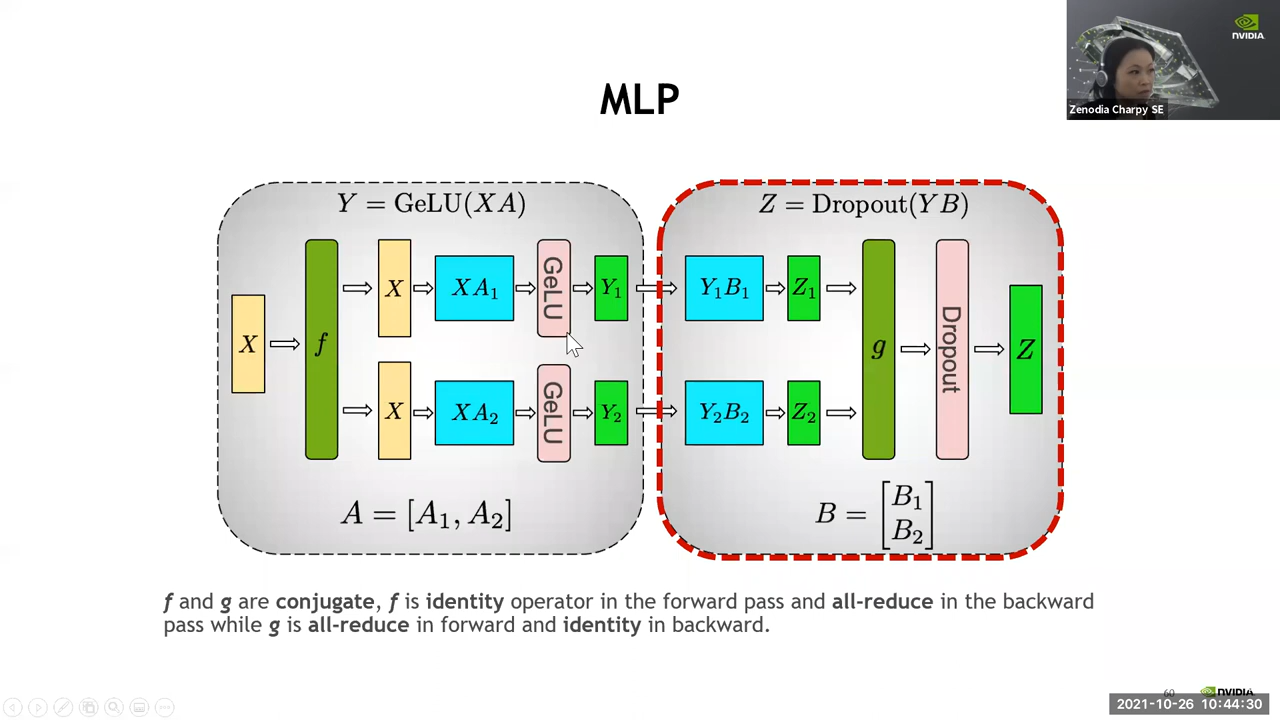 NVIDIA
Zenodia Charpy SE
MLP
Y = GeLU(XA)
Z = Dropout(YB)
X
f
X
XA₁
GeLU
Y₁
Y₁B₁
Z₁
X
XA₂
GeLU
Y₂
Y₂B₂
Z₂
g
Dropout
Z
A = [A₁, A₂]
B = [B₁
B₂]
f and g are conjugate, f is identity operator in the forward pass and all-reduce in the backward
pass while g is all-reduce in forward and identity in backward.
60
NVIDIA.
2021-10-26 10:44:30